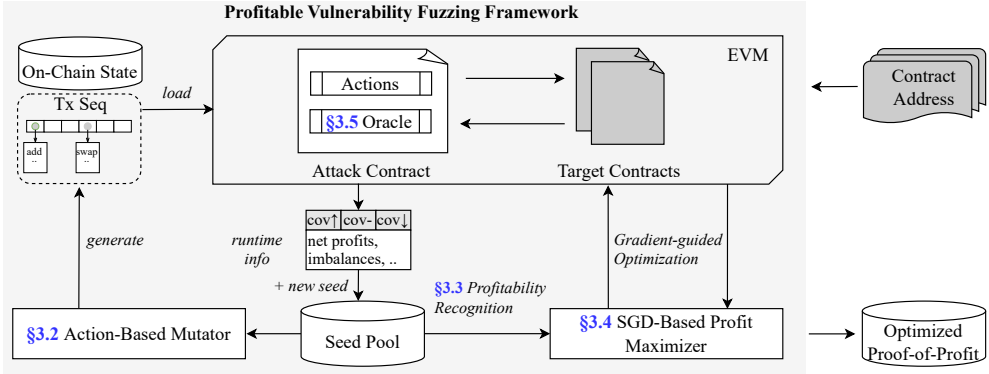 Profitable Vulnerability Fuzzing Framework
On-Chain State
Tx Seq
add
..
swap
..
load
EVM
Actions
§3.5 Oracle
Attack Contract
Target Contracts
Contract
Address
generate
runtime
info
cov↑ cov- cov↓
net profits,
imbalances, ..
+ new seed
§3.3 Profitability
Recognition
Gradient-guided
Optimization
§3.2 Action-Based Mutator
Seed Pool
§3.4 SGD-Based Profit
Maximizer
Optimized
Proof-of-Profit